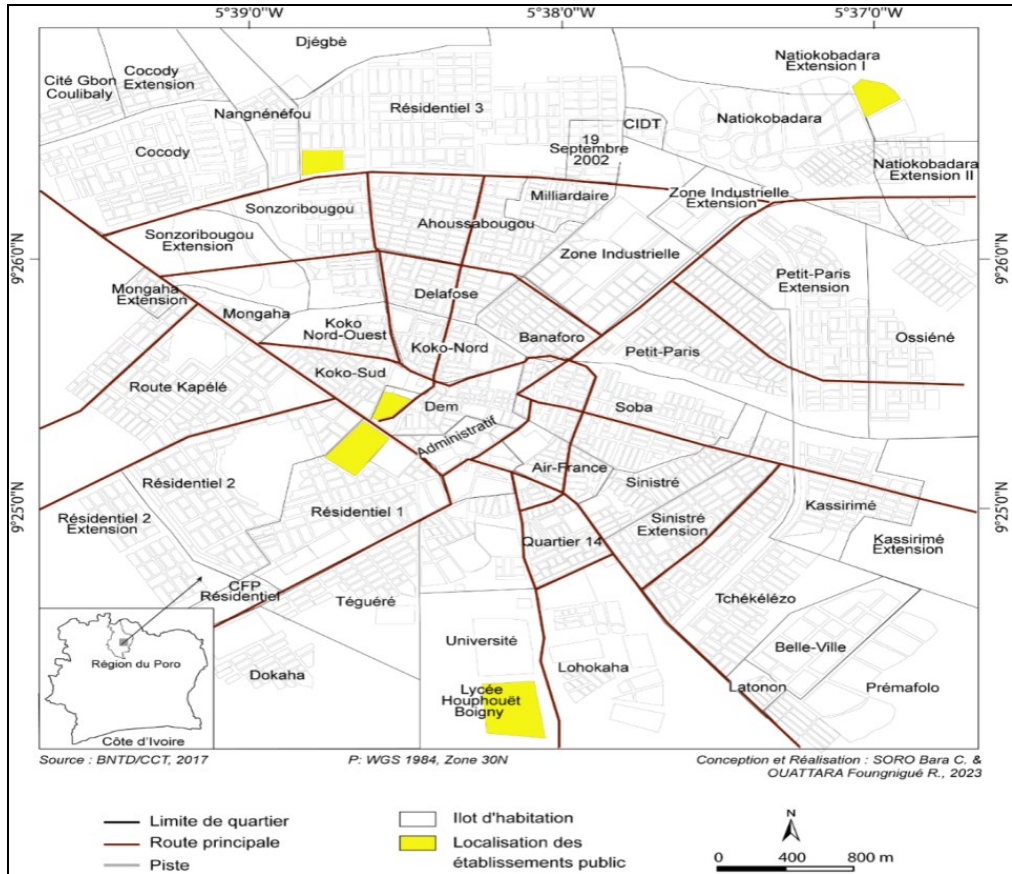 5°39'0"W
5°38'0"W
5°37'0"W
Djégbè
Cocody
Extension
Cité Gbon
Coulibaly
Nangnénéfou
Résidentiel 3
Natiokobadara
Extension I
Natiokobadara
CIDT
19
Septembre
2002
Cocody
Natiokobadara
Extension II
Milliardaire
Zone Industrielle
Extension
Sonzoribougou
Ahoussabougou
Sonzoribougou
Extension
Zone Industrielle
9°26'0"N
9°26'0"N
Mongaha
Extension
Delafose
Petit-Paris
Extension
Mongaha
Koko
Nord-Ouest
Koko-Nord
Banaforo
Petit-Paris
Ossiéné
Route Kapélé
Koko-Sud
Dem
Soba
Administratif
Air-France
Résidentiel 2
Sinistré
Résidentiel 1
9°25'0"N
9°25'0"N
Résidentiel 2
Extension
Sinistré
Extension
Kassirimé
Quartier 14
Kassirimé
Extension
CFP
Résidentief
Téguéré
Tchékélézo
Université
Belle-Ville
Région du Poro
Dokaha
Lohokaha
Lycée
Houphouët
Boigny
Latonon
Prémafolo
Côte d'Ivoire
Source : BNTD/CCT, 2017
P: WGS 1984, Zone 30N
Conception et Réalisation : SORO Bara C. &
OUATTARA Foungnigué R., 2023
Limite de quartier
Route principale
Piste
Ilot d'habitation
Localisation des
établissements public
N
0 400 800 m